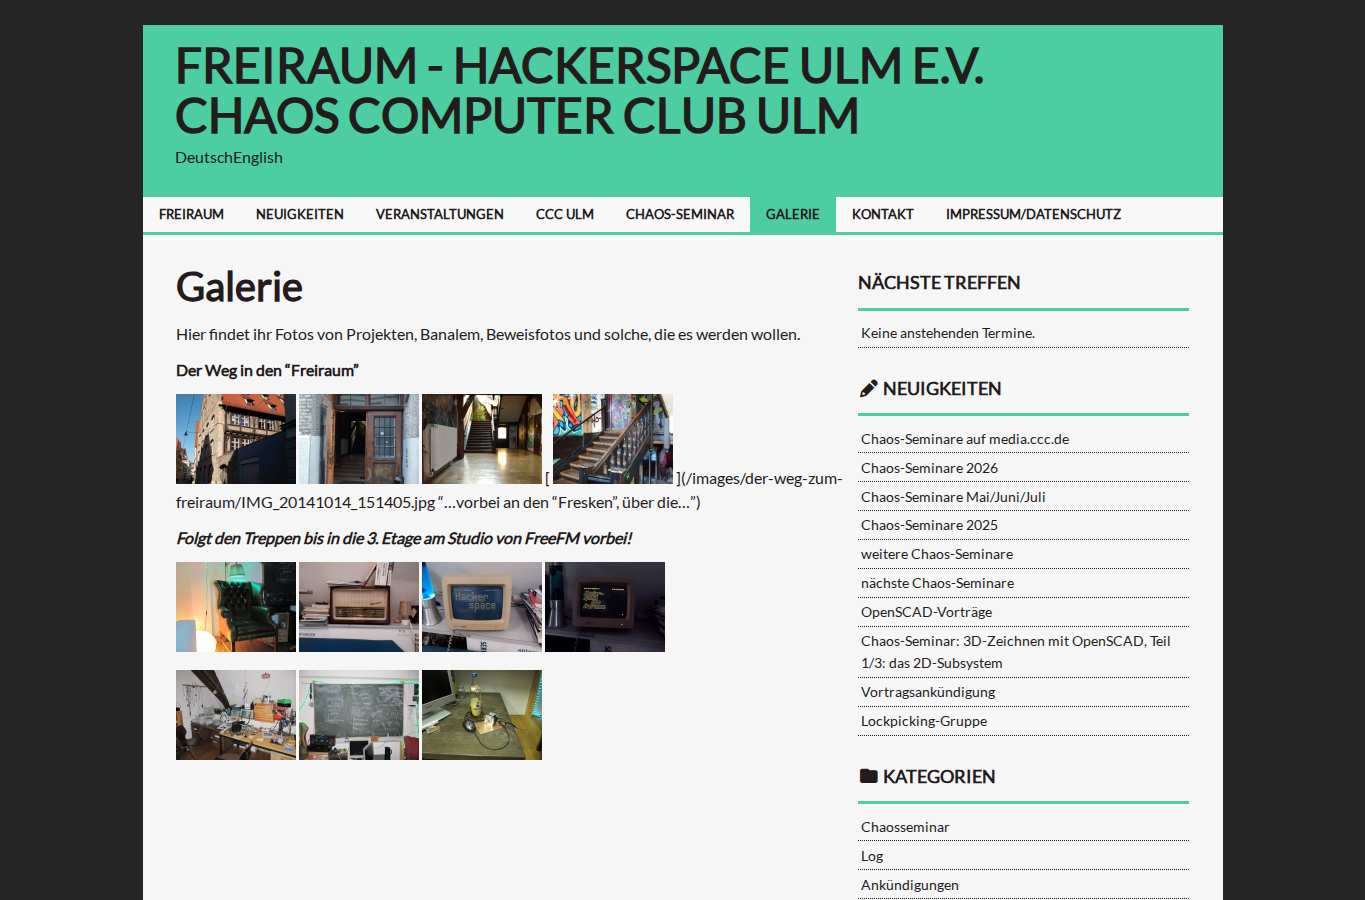 FREIRAUM - HACKERSPACE ULM E.V.
CHAOS COMPUTER CLUB ULM
DeutschEnglish
FREIRAUM NEUIGKEITEN VERANSTALTUNGEN CCC ULM CHAOS-SEMINAR GALERIE KONTAKT IMPRESSUM/DATENSCHUTZ
Galerie
Hier findet ihr Fotos von Projekten, Banalem, Beweisfotos und solche, die es werden wollen.
Der Weg in den “Freiraum”
[ ](/images/der-weg-zum-
freiraum/IMG_20141014_151405.jpg “…vorbei an den “Fresken”, über die…”)
Folgt den Treppen bis in die 3. Etage am Studio von FreeFM vorbei!
Hacker
space
NÄCHSTE TREFFEN
Keine anstehenden Termine.
NEUIGKEITEN
Chaos-Seminare auf media.ccc.de
Chaos-Seminare 2026
Chaos-Seminare Mai/Juni/Juli
Chaos-Seminare 2025
weitere Chaos-Seminare
nächste Chaos-Seminare
OpenSCAD-Vorträge
Chaos-Seminar: 3D-Zeichnen mit OpenSCAD, Teil
1/3: das 2D-Subsystem
Vortragsankündigung
Lockpicking-Gruppe
KATEGORIEN
Chaosseminar
Log
Ankündigungen